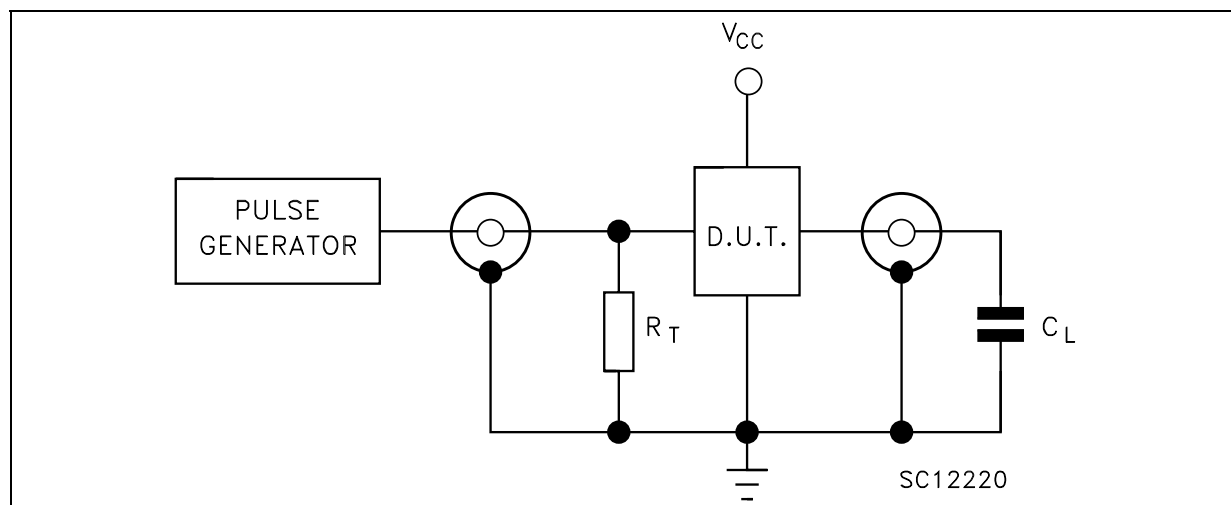 VCC
PULSE
GENERATOR
D.U.T.
RT
CL
SC12220